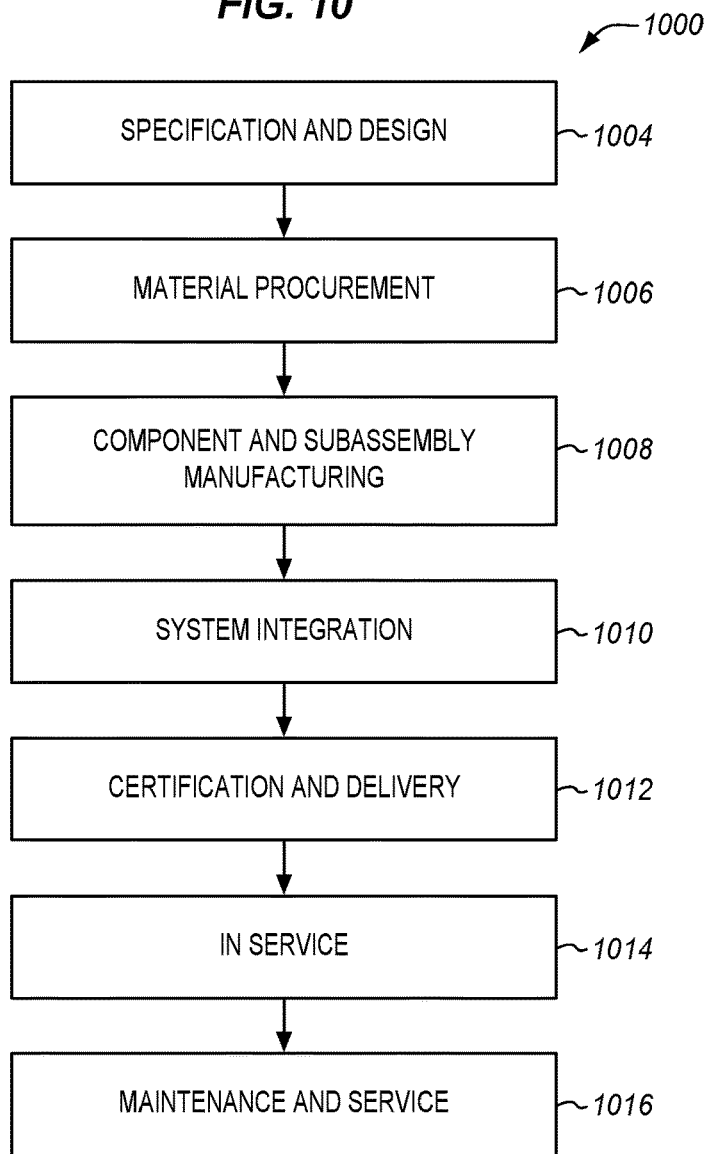 FIG. 10
1000
SPECIFICATION AND DESIGN
1004
MATERIAL PROCUREMENT
1006
COMPONENT AND SUBASSEMBLY
MANUFACTURING
1008
SYSTEM INTEGRATION
1010
CERTIFICATION AND DELIVERY
1012
IN SERVICE
1014
MAINTENANCE AND SERVICE
1016